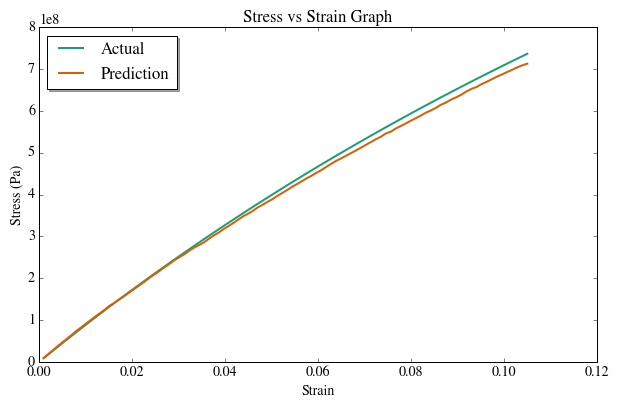 Stress vs Strain Graph
1e8
Actual
Prediction
8
7
6
5
4
3
2
1
0
Stress (Pa)
0.00 0.02 0.04 0.06 0.08 0.10 0.12
Strain